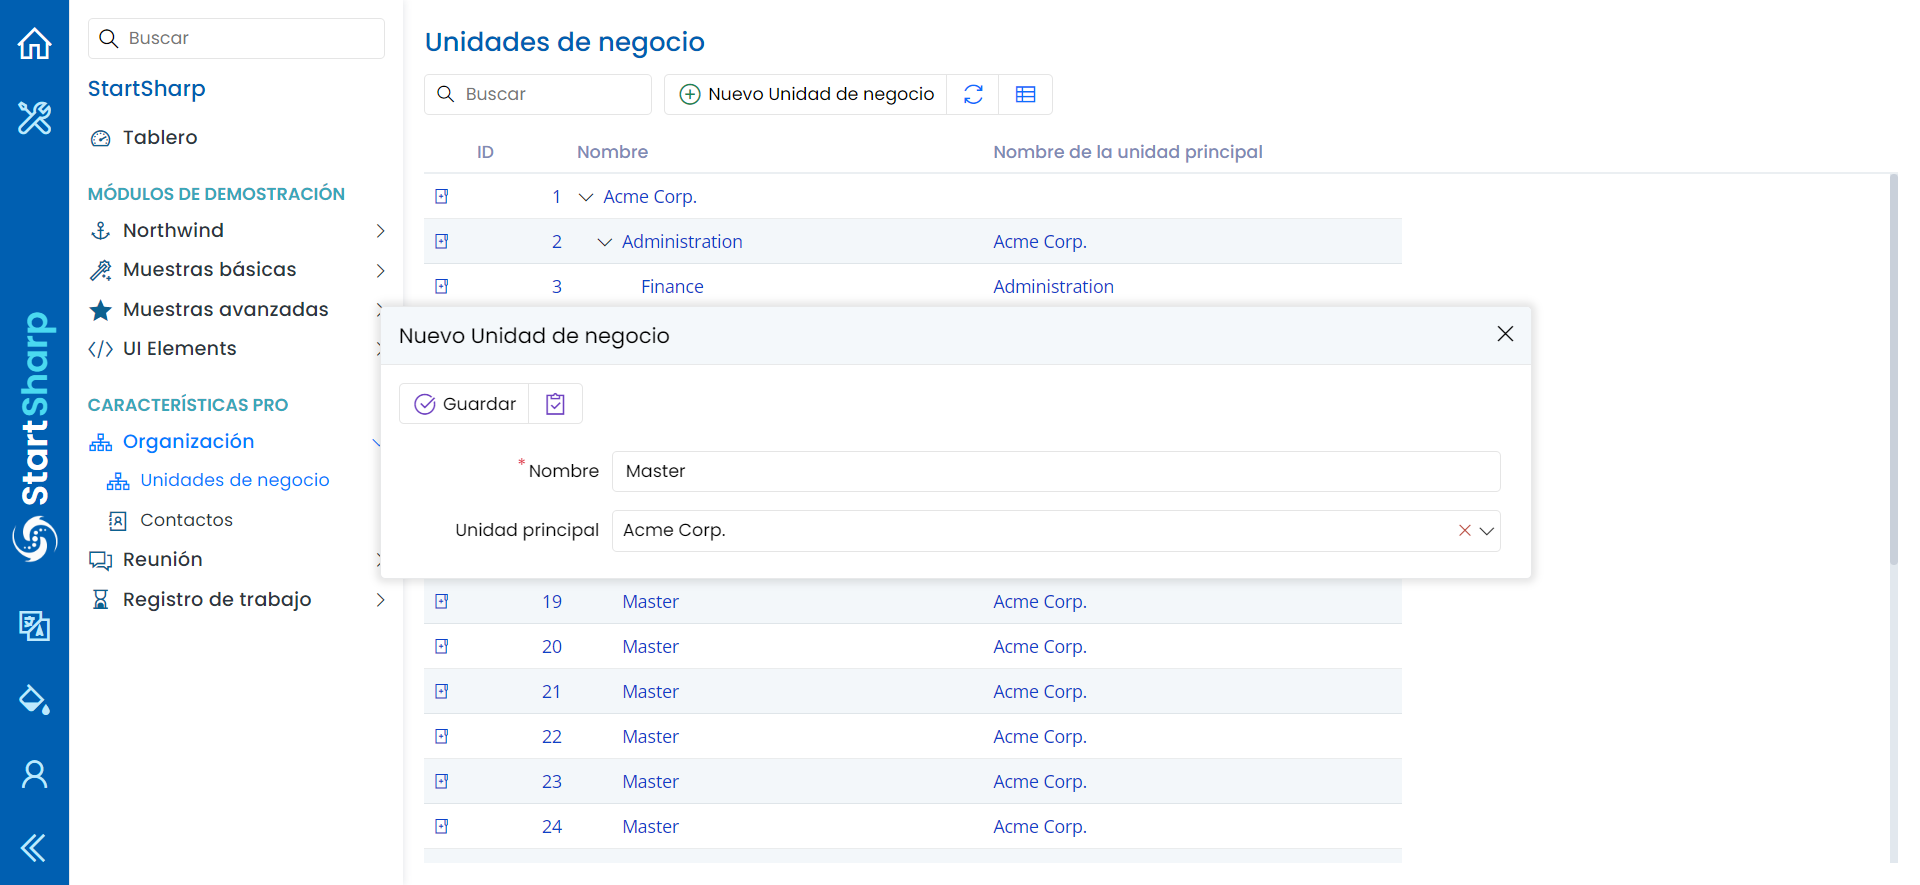 StartSharp
Buscar
StartSharp
Tablero
MÓDULOS DE DEMOSTRACIÓN
Northwind
Muestras básicas
Muestras avanzadas
UI Elements
CARACTERÍSTICAS PRO
Organización
Unidades de negocio
Contactos
Reunión
Registro de trabajo
Unidades de negocio
Buscar
Nuevo Unidad de negocio
ID Nombre Nombre de la unidad principal
1 Acme Corp.
2 Administration Acme Corp.
3 Finance Administration
Nuevo Unidad de negocio
Guardar
* Nombre Master
Unidad principal Acme Corp.
19 Master Acme Corp.
20 Master Acme Corp.
21 Master Acme Corp.
22 Master Acme Corp.
23 Master Acme Corp.
24 Master Acme Corp.